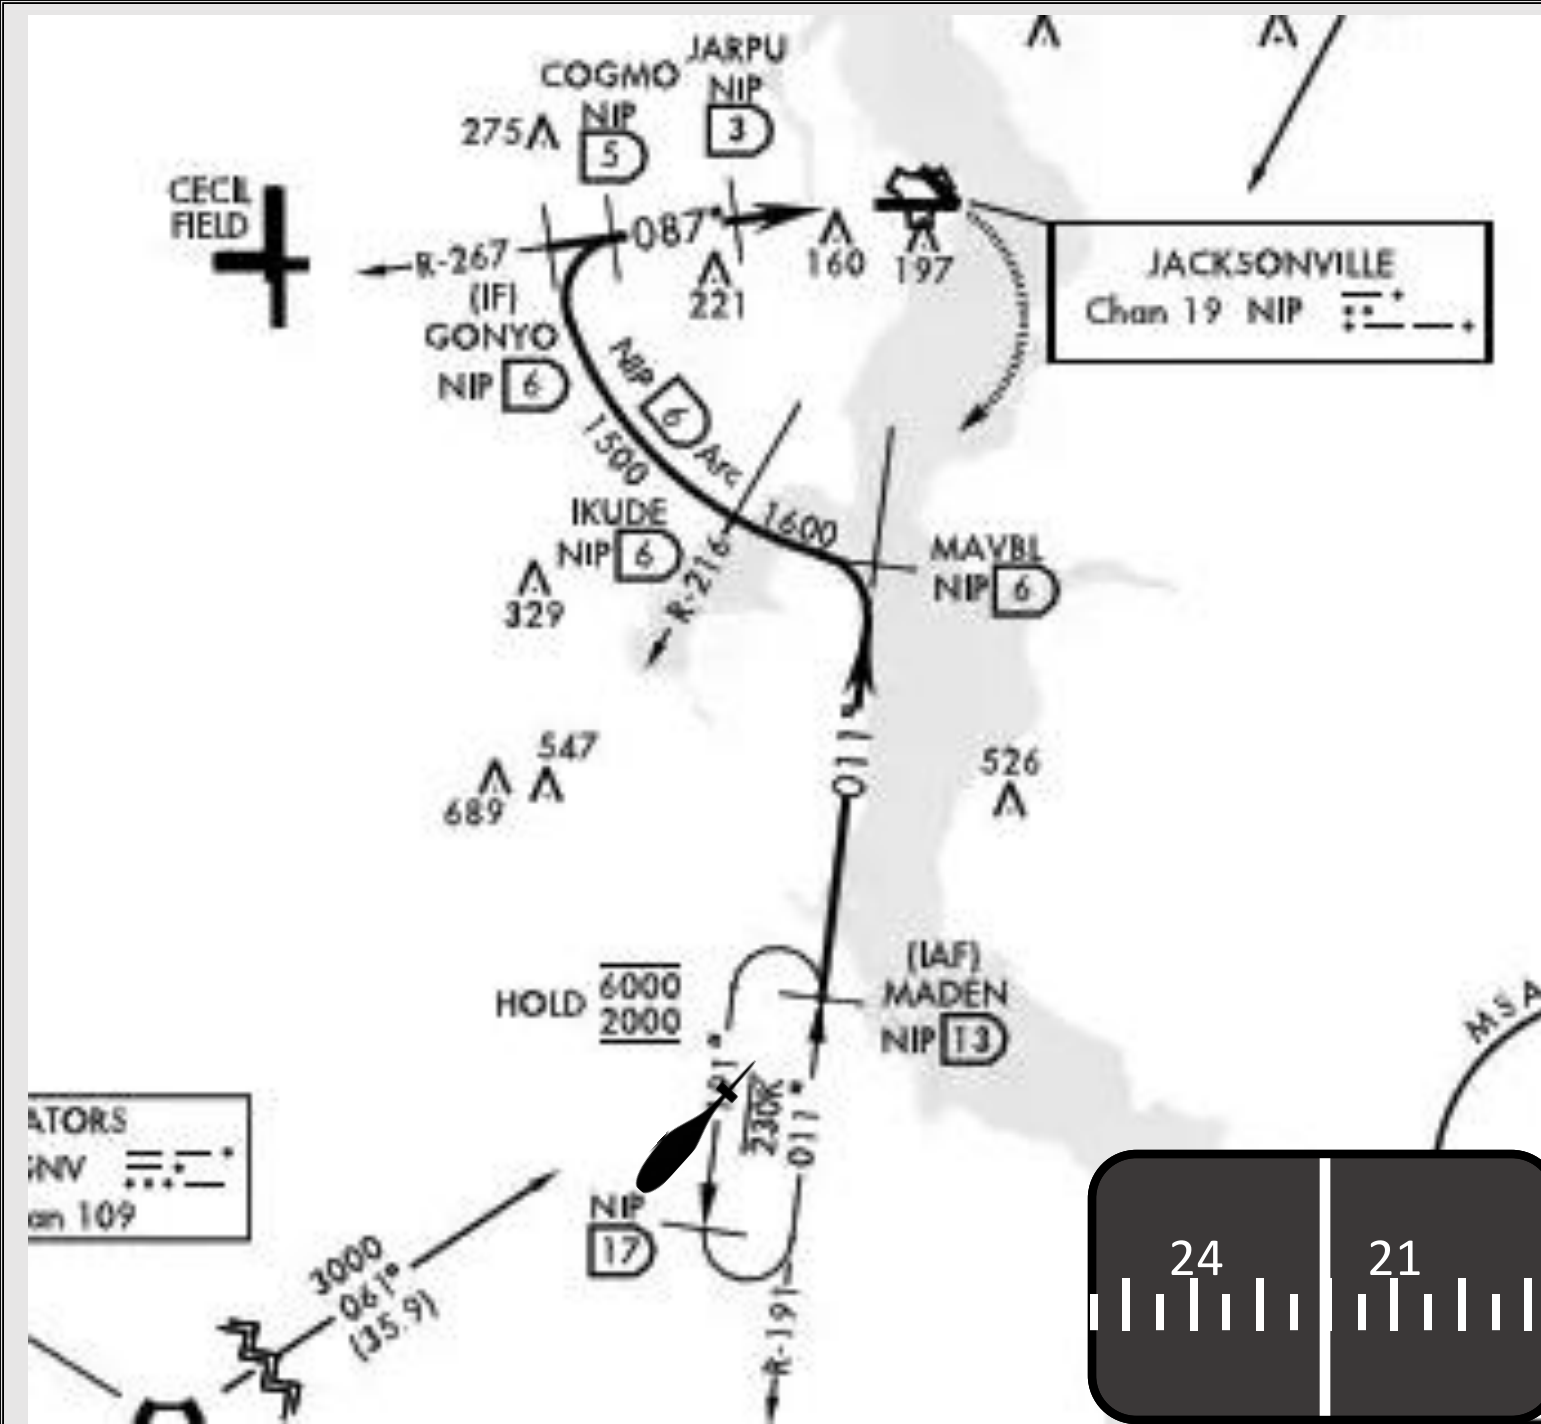 JARPU
NIP
3
COGMO
NIP
5
275
CECIL
FIELD
087°
R-267
(IF)
GONYO
NIP 6
221
160
197
JACKSONVILLE
Chan 19 NIP
NIP 6 Arc
1500
1600
IKUDE
NIP 6
R-216
MAVBL
NIP 6
329
011°
547
689
526
HOLD 6000
2000
(IAF)
MADEN
NIP 13
MSA
230K
011°
NIP
17
R-191
ATORS
an 109
3000
061°
(35.9)
24 21